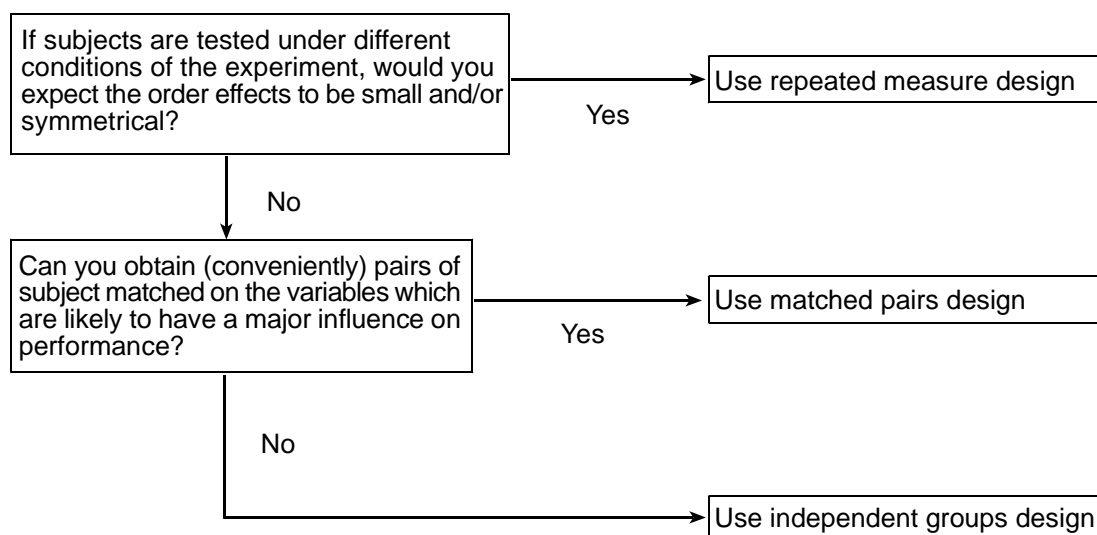 If subjects are tested under different
conditions of the experiment, would you
expect the order effects to be small and/or
symmetrical?
Yes
Use repeated measure design
No
Can you obtain (conveniently) pairs of
subject matched on the variables which
are likely to have a major influence on
performance?
Yes
Use matched pairs design
No
Use independent groups design